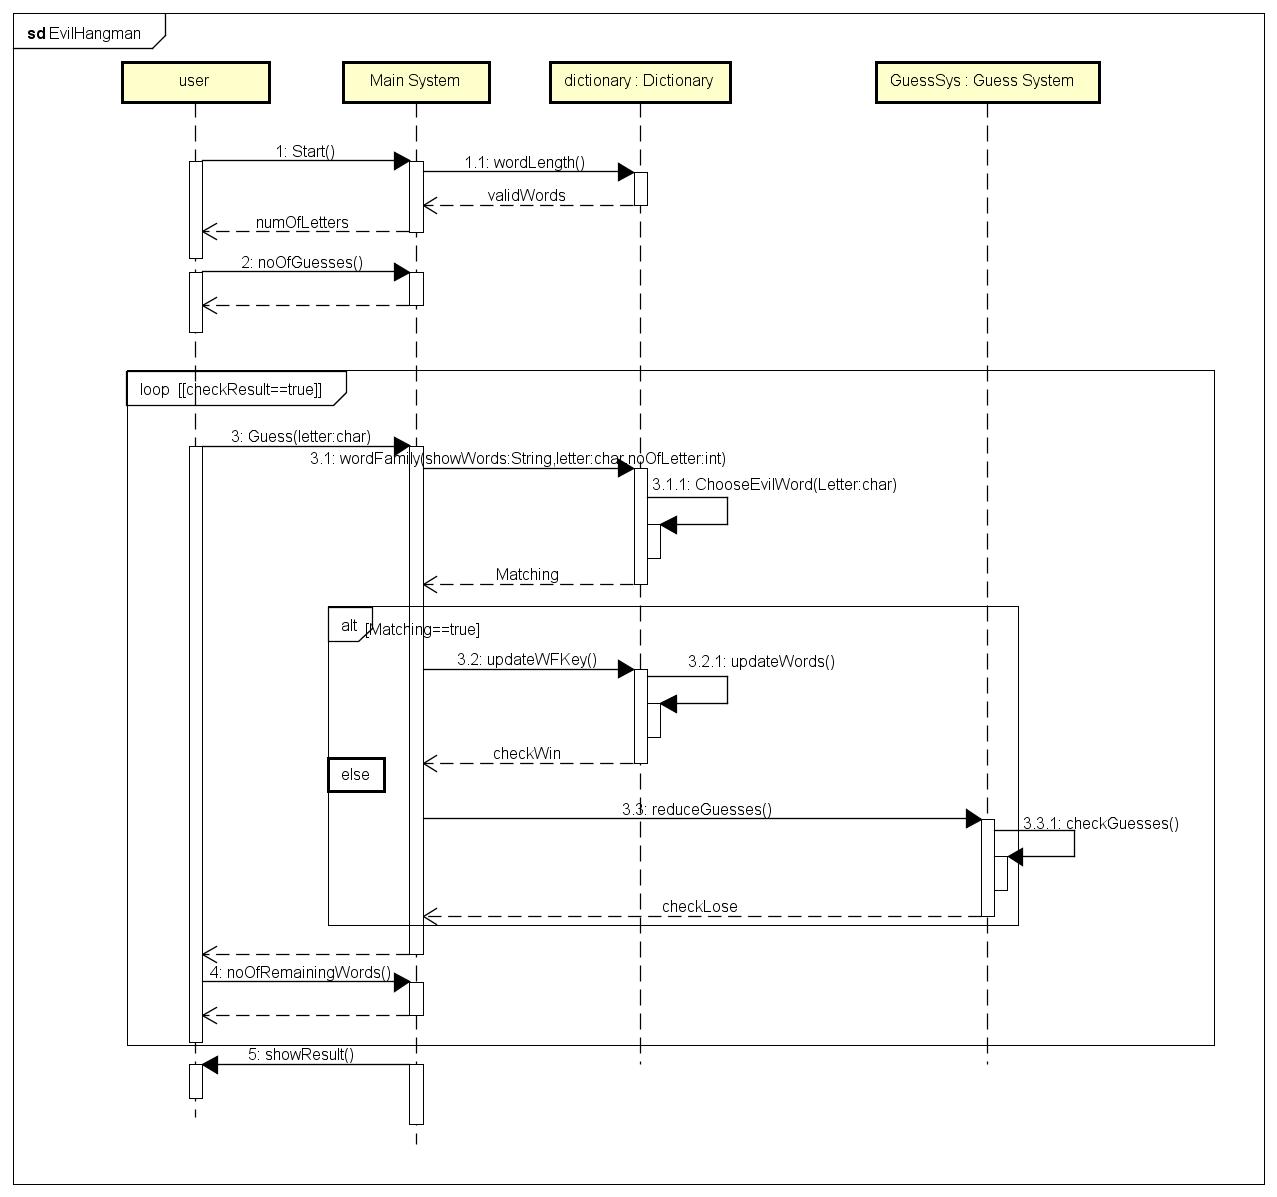 sd EvilHangman
user
Main System
dictionary : Dictionary
GuessSys : Guess System
1: Start()
1.1: wordLength()
validWords
numOfLetters
2: noOfGuesses()
loop [[checkResult==true]]
3: Guess(letter:char)
3.1: wordFamily(showWords:String,letter:char,noOfLetter:int)
3.1.1: ChooseEvilWord(Letter:char)
Matching
alt [Matching==true]
3.2: updateWFKey()
3.2.1: updateWords()
checkWin
else
3.3: reduceGuesses()
3.3.1: checkGuesses()
checkLose
4: noOfRemainingWords()
5: showResult()